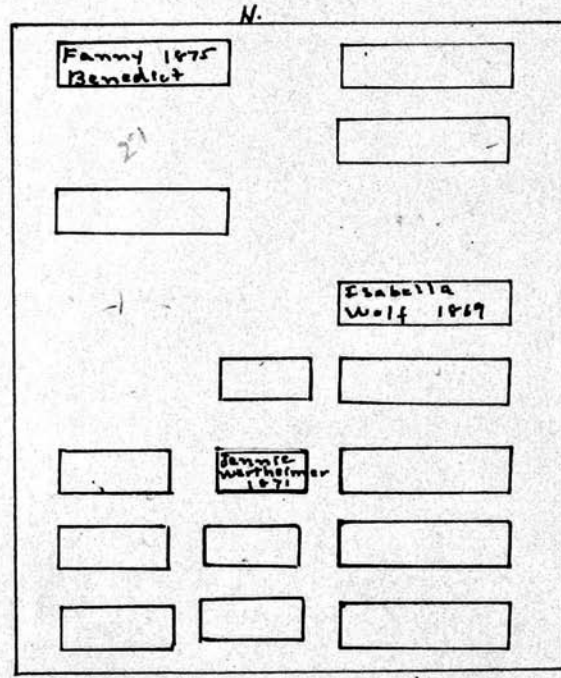 N.
Fanny 1875
Benedict
Isabella
Wolf 1869
Jennie
Wertheimer
1871